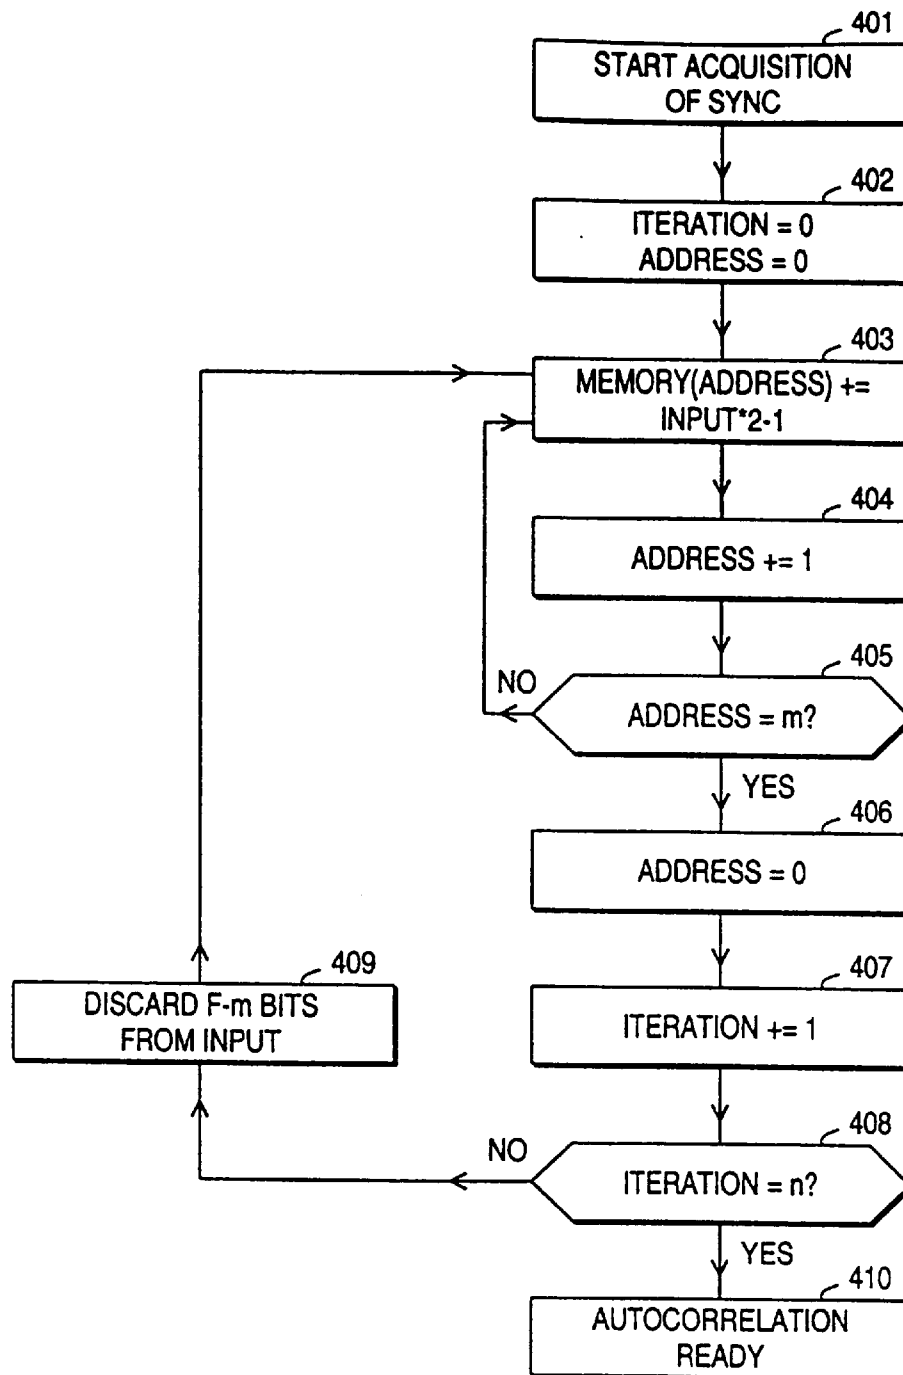 401
START ACQUISITION
OF SYNC
402
ITERATION = 0
ADDRESS = 0
403
MEMORY(ADDRESS) +=
INPUT*2-1
404
ADDRESS += 1
405
NO
ADDRESS = m?
YES
406
ADDRESS = 0
409
DISCARD F-m BITS
FROM INPUT
407
ITERATION += 1
408
NO
ITERATION = n?
YES
410
AUTOCORRELATION
READY